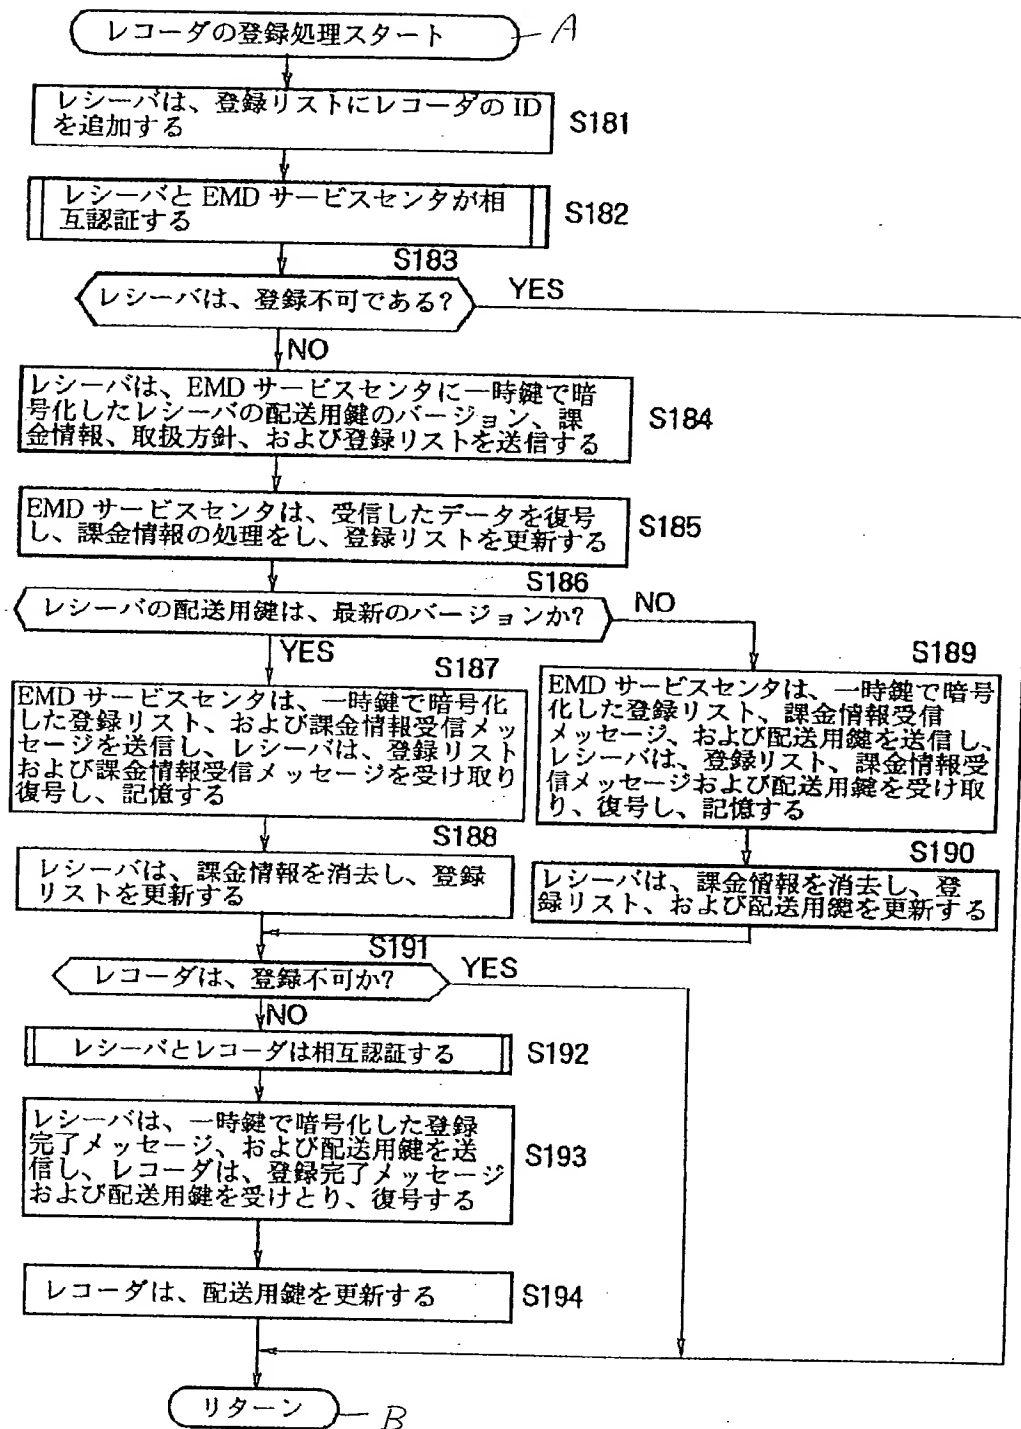 レコーダの登録処理スタート
A
レシーバは、登録リストにレコーダのID
を追加する
S181
レシーバとEMDサービスセンタが相
互認証する
S182
S183
レシーバは、登録不可である?
YES
NO
レシーバは、EMDサービスセンタに一時鍵で暗
号化したレシーバの配送用鍵のバージョン、課
金情報、取扱方針、および登録リストを送信する
S184
EMDサービスセンタは、受信したデータを復号
し、課金情報の処理をし、登録リストを更新する
S185
S186
レシーバの配送用鍵は、最新のバージョンか?
NO
YES
S187
EMDサービスセンタは、一時鍵で暗号化
した登録リスト、および課金情報受信メッ
セージを送信し、レシーバは、登録リスト
および課金情報受信メッセージを受け取り
復号し、記憶する
S189
EMDサービスセンタは、一時鍵で暗号
化した登録リスト、課金情報受信
メッセージ、および配送用鍵を送信し、
レシーバは、登録リスト、課金情報受
信メッセージおよび配送用鍵を受け取
り、復号し、記憶する
S188
レシーバは、課金情報を消去し、登録
リストを更新する
S190
レシーバは、課金情報を消去し、登
録リスト、および配送用鍵を更新する
S191
レコーダは、登録不可か?
YES
NO
レシーバとレコーダは相互認証する
S192
レシーバは、一時鍵で暗号化した登録
完了メッセージ、および配送用鍵を送
信し、レコーダは、登録完了メッセージ
および配送用鍵を受けとり、復号する
S193
レコーダは、配送用鍵を更新する
S194
リターン
B